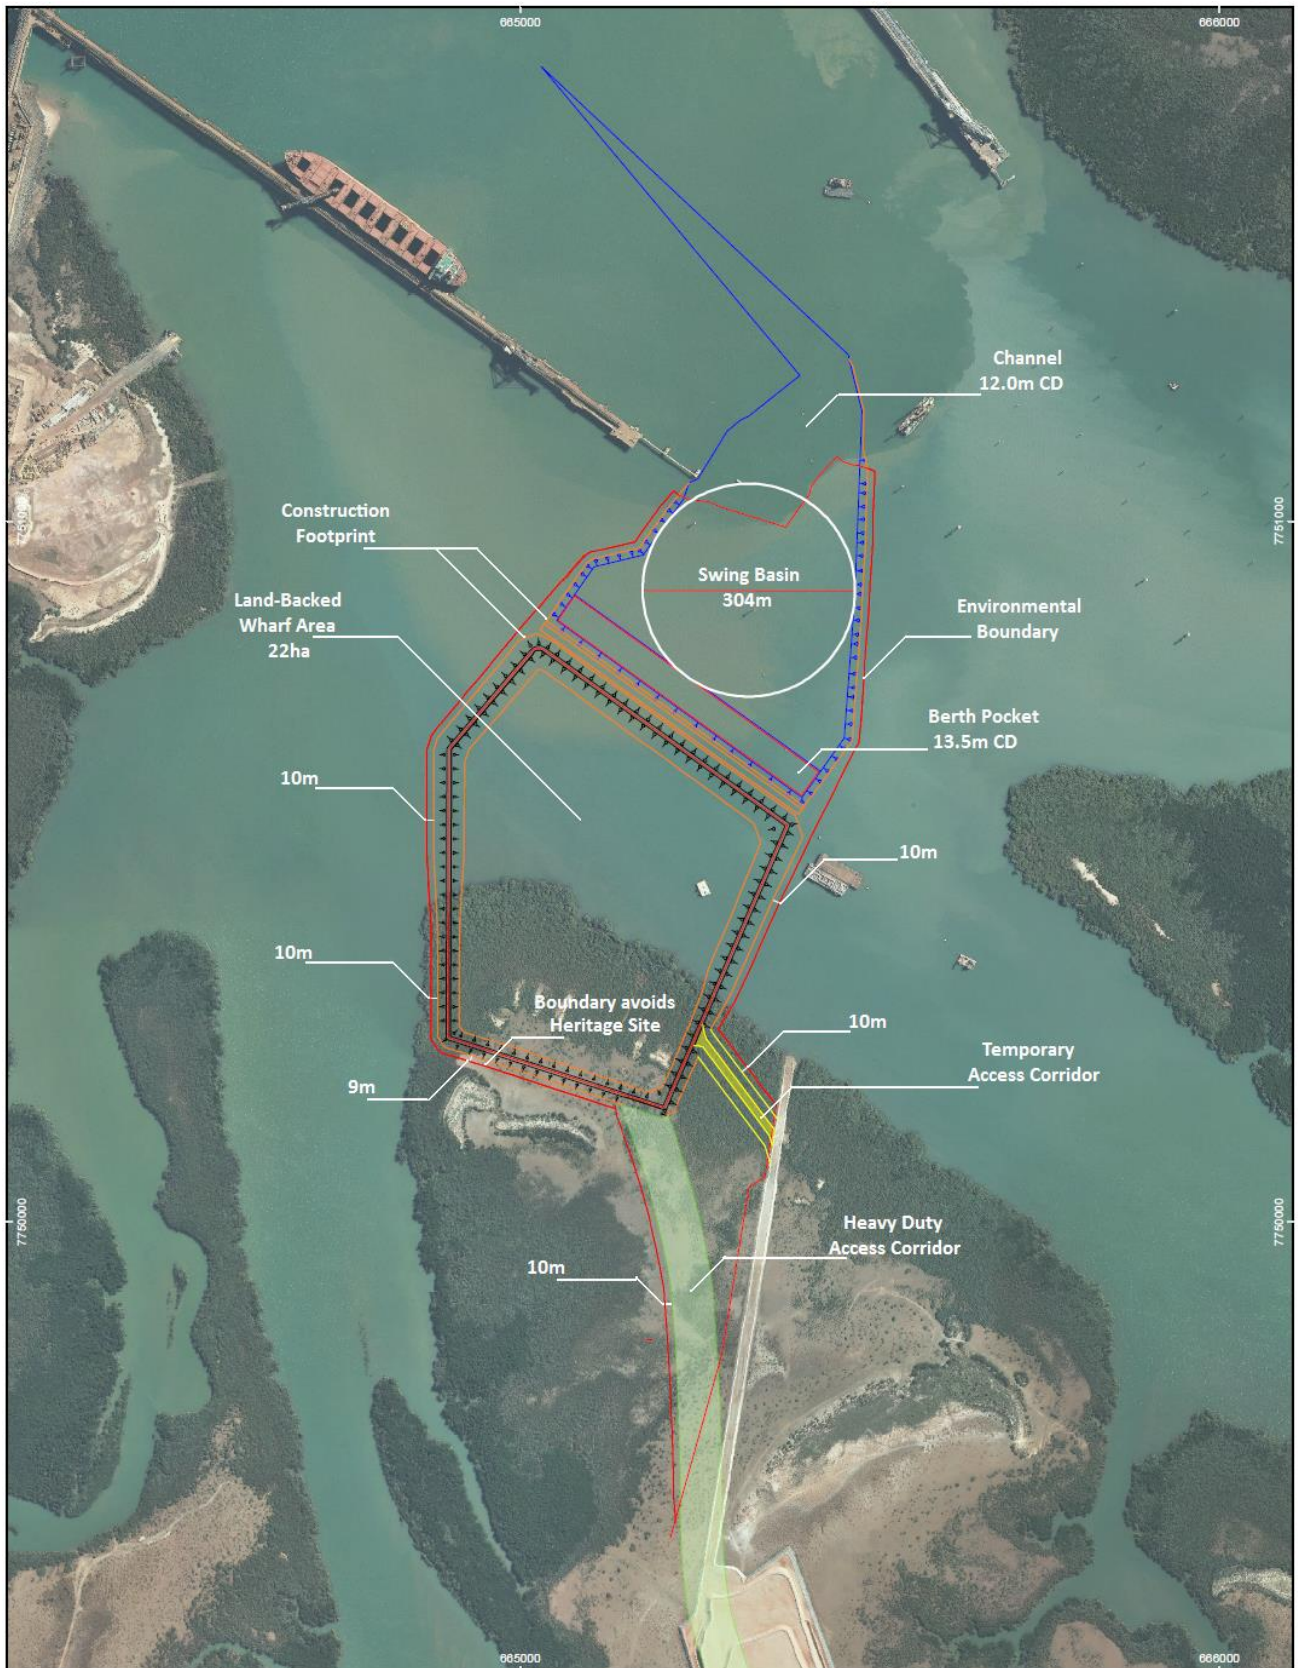 665000
666000
Channel
12.0m CD
Construction
Footprint
7751000
7751000
Swing Basin
304m
Land-Backed
Wharf Area
22ha
Environmental
Boundary
Berth Pocket
13.5m CD
10m
10m
10m
Boundary avoids
Heritage Site
10m
Temporary
Access Corridor
9m
Heavy Duty
Access Corridor
7750000
7750000
10m
665000
666000